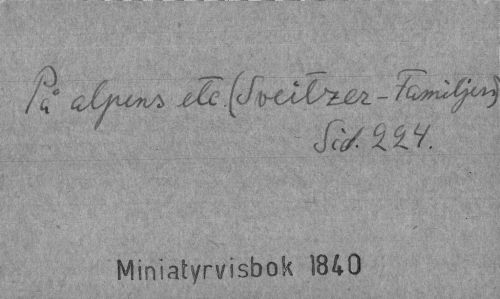 På alpens etc. (Sveitzer-Familjen)
Sid. 224.
Miniatyrvisbok 1840